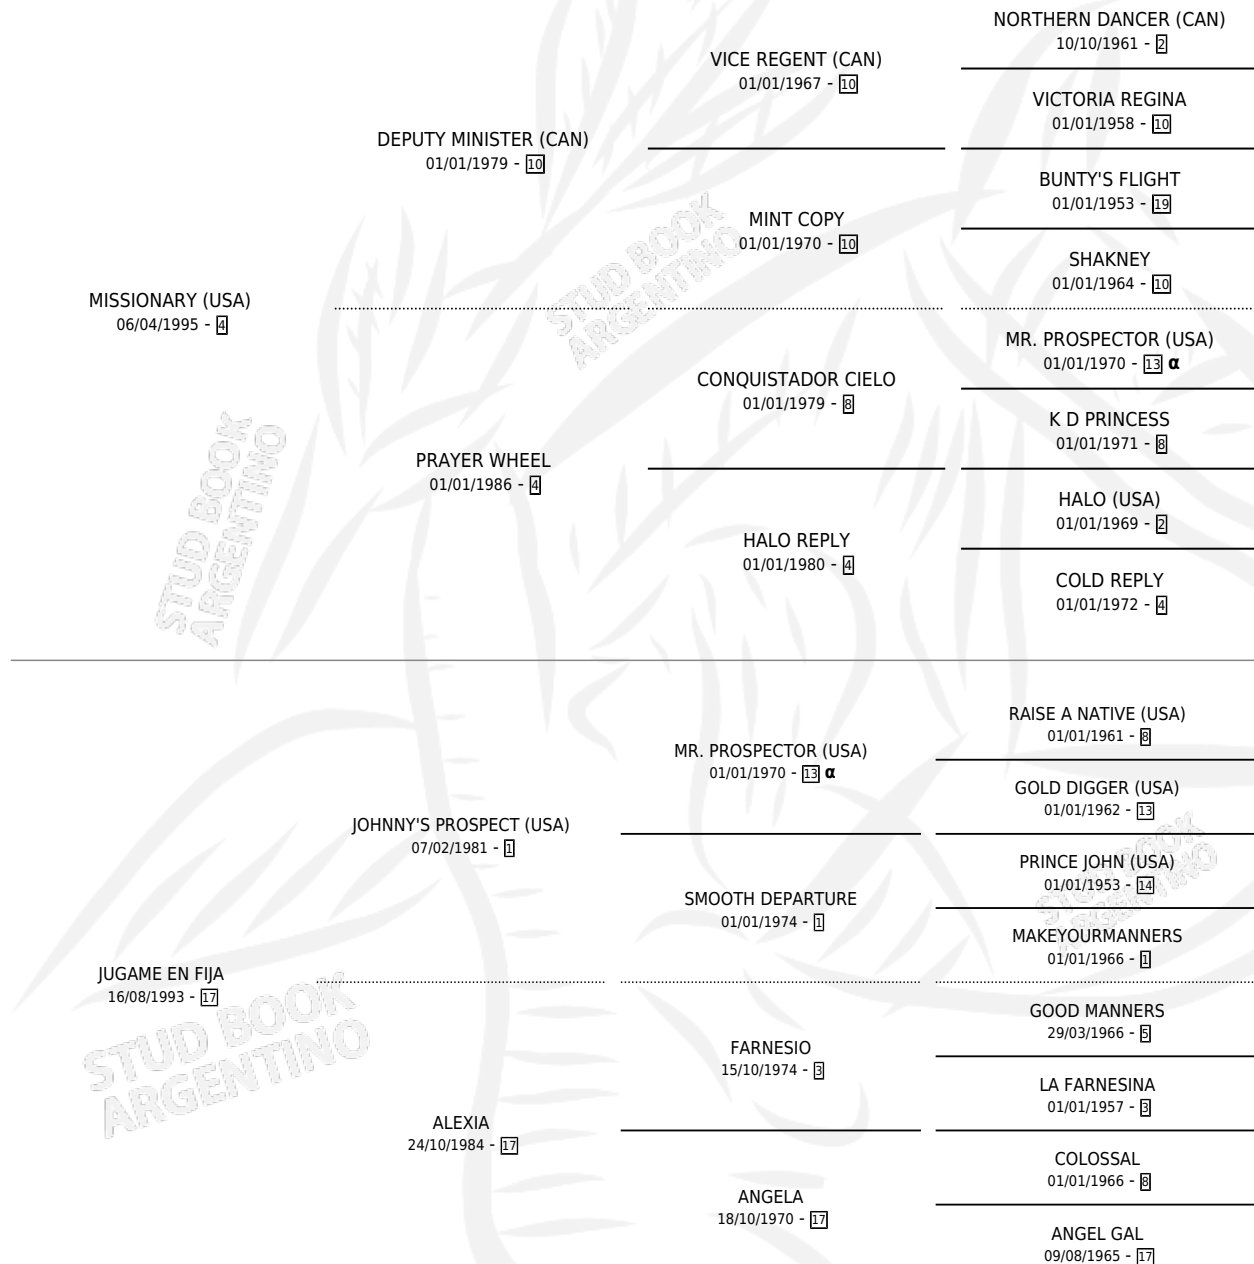 NORTHERN DANCER (CAN)
10/10/1961 - 2
VICE REGENT (CAN)
01/01/1967 - 10
VICTORIA REGINA
01/01/1958 - 10
DEPUTY MINISTER (CAN)
01/01/1979 - 10
BUNTY'S FLIGHT
01/01/1953 - 19
MINT COPY
01/01/1970 - 10
SHAKNEY
01/01/1964 - 10
MISSIONARY (USA)
06/04/1995 - 4
MR. PROSPECTOR (USA)
01/01/1970 - 13 α
CONQUISTADOR CIELO
01/01/1979 - 8
K D PRINCESS
01/01/1971 - 8
PRAYER WHEEL
01/01/1986 - 4
HALO (USA)
01/01/1969 - 2
HALO REPLY
01/01/1980 - 4
COLD REPLY
01/01/1972 - 4
STUD BOOK
ARGENTINO
STUD BOOK
ARGENTINO
RAISE A NATIVE (USA)
01/01/1961 - 8
MR. PROSPECTOR (USA)
01/01/1970 - 13 α
GOLD DIGGER (USA)
01/01/1962 - 13
JOHNNY'S PROSPECT (USA)
07/02/1981 - 1
PRINCE JOHN (USA)
01/01/1953 - 14
SMOOTH DEPARTURE
01/01/1974 - 1
MAKEYOURMANNERS
01/01/1966 - 1
JUGAME EN FIJA
16/08/1993 - 17
GOOD MANNERS
29/03/1966 - 5
FARNESIO
15/10/1974 - 3
LA FARNESINA
01/01/1957 - 3
ALEXIA
24/10/1984 - 17
COLOSSAL
01/01/1966 - 8
ANGELA
18/10/1970 - 17
ANGEL GAL
09/08/1965 - 17
STUD BOOK
ARGENTINO
STUD BOOK
ARGENTINO